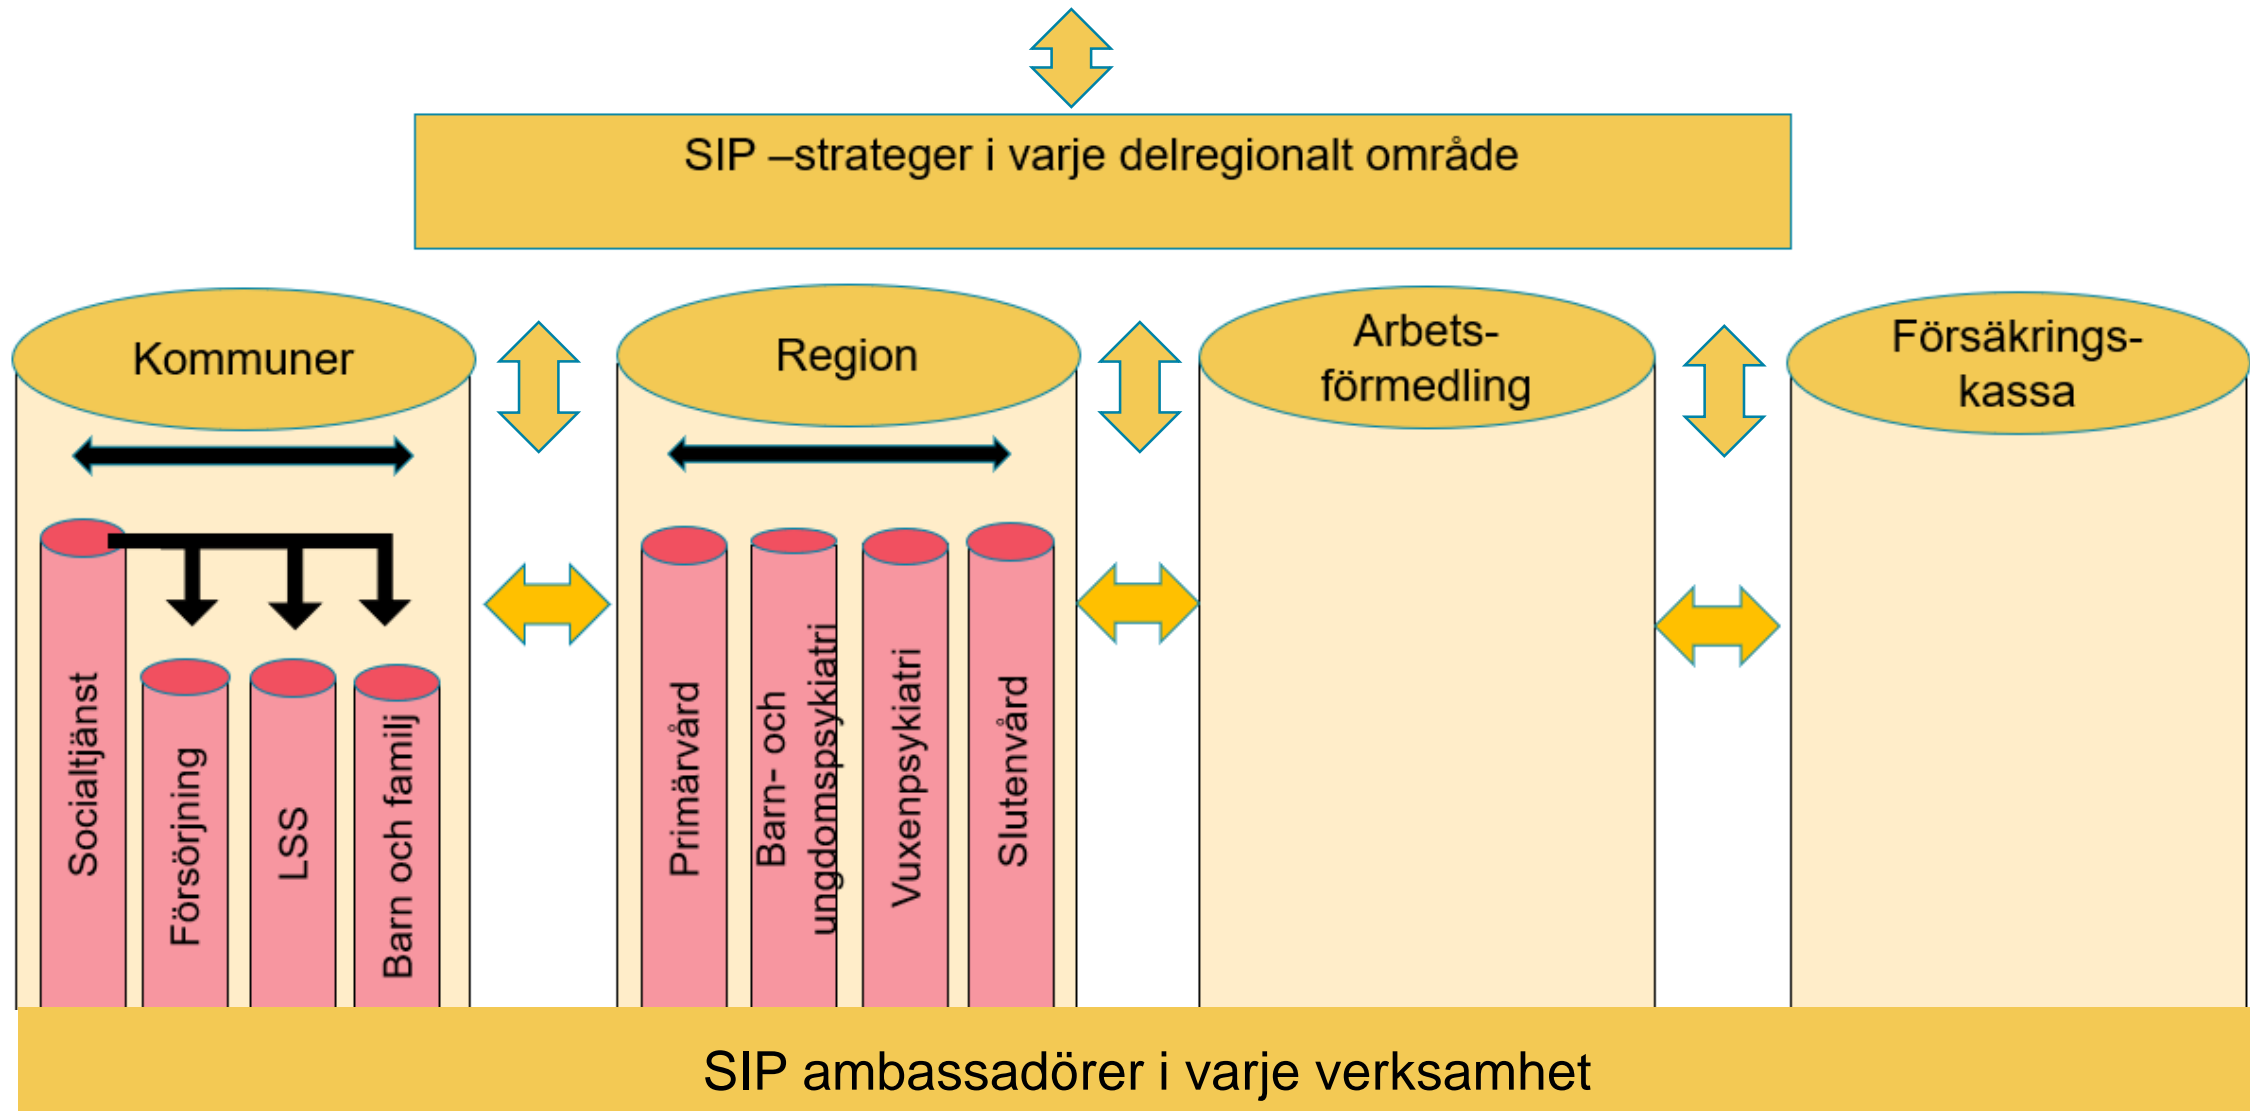 SIP –strateger i varje delregionalt område
Kommuner
Region
Arbets-
förmedling
Försäkrings-
kassa
Socialtjänst
Försörjning
LSS
Barn och familj
Primärvård
Barn- och
ungdomspsykiatri
Vuxenpsykiatri
Slutenvård
SIP ambassadörer i varje verksamhet